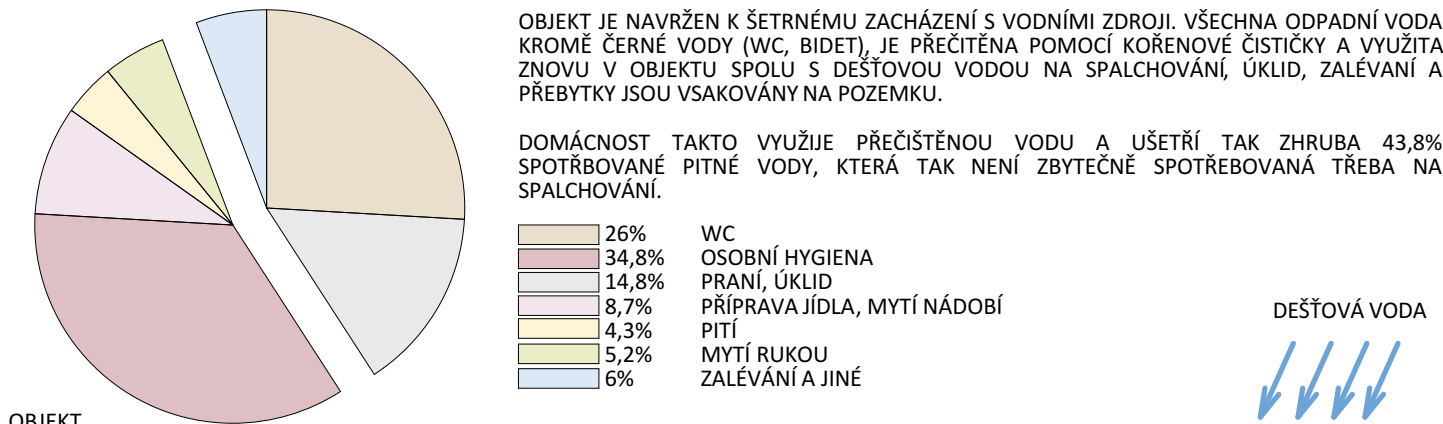 OBJEKT JE NAVRŽEN K ŠETRNÉMU ZACHÁZENÍ S VODNÍMI ZDROJI. VŠECHNA ODPADNÍ VODA
KROMĚ ČERNÉ VODY (WC, BIDET), JE PŘEČITĚNA POMOCÍ KOŘENOVÉ ČISTIČKY A VYUŽITA
ZNOVU V OBJEKTU SPOLU S DEŠŤOVOU VODOU NA SPALCHOVÁNÍ, ÚKLID, ZALÉVANÍ A
PŘEBYTKY JSOU VSAKOVÁNY NA POZEMKU.
DOMÁCNOST TAKTO VYUŽIJE PŘEČIŠTĚNOU VODU A UŠETŘÍ TAK ZHRUBA 43,8%
SPOTŘBOVANÉ PITNÉ VODY, KTERÁ TAK NENÍ ZBYTEČNĚ SPOTŘEBOVANÁ TŘEBA NA
SPALCHOVÁNÍ.
26% WC
34,8% OSOBNÍ HYGIENA
14,8% PRANÍ, ÚKLID
8,7% PŘÍPRAVA JÍDLA, MYTÍ NÁDOBÍ
4,3% PITÍ
5,2% MYTÍ RUKOU
6% ZALÉVÁNÍ A JINÉ
DEŠŤOVÁ VODA
OBJEKT